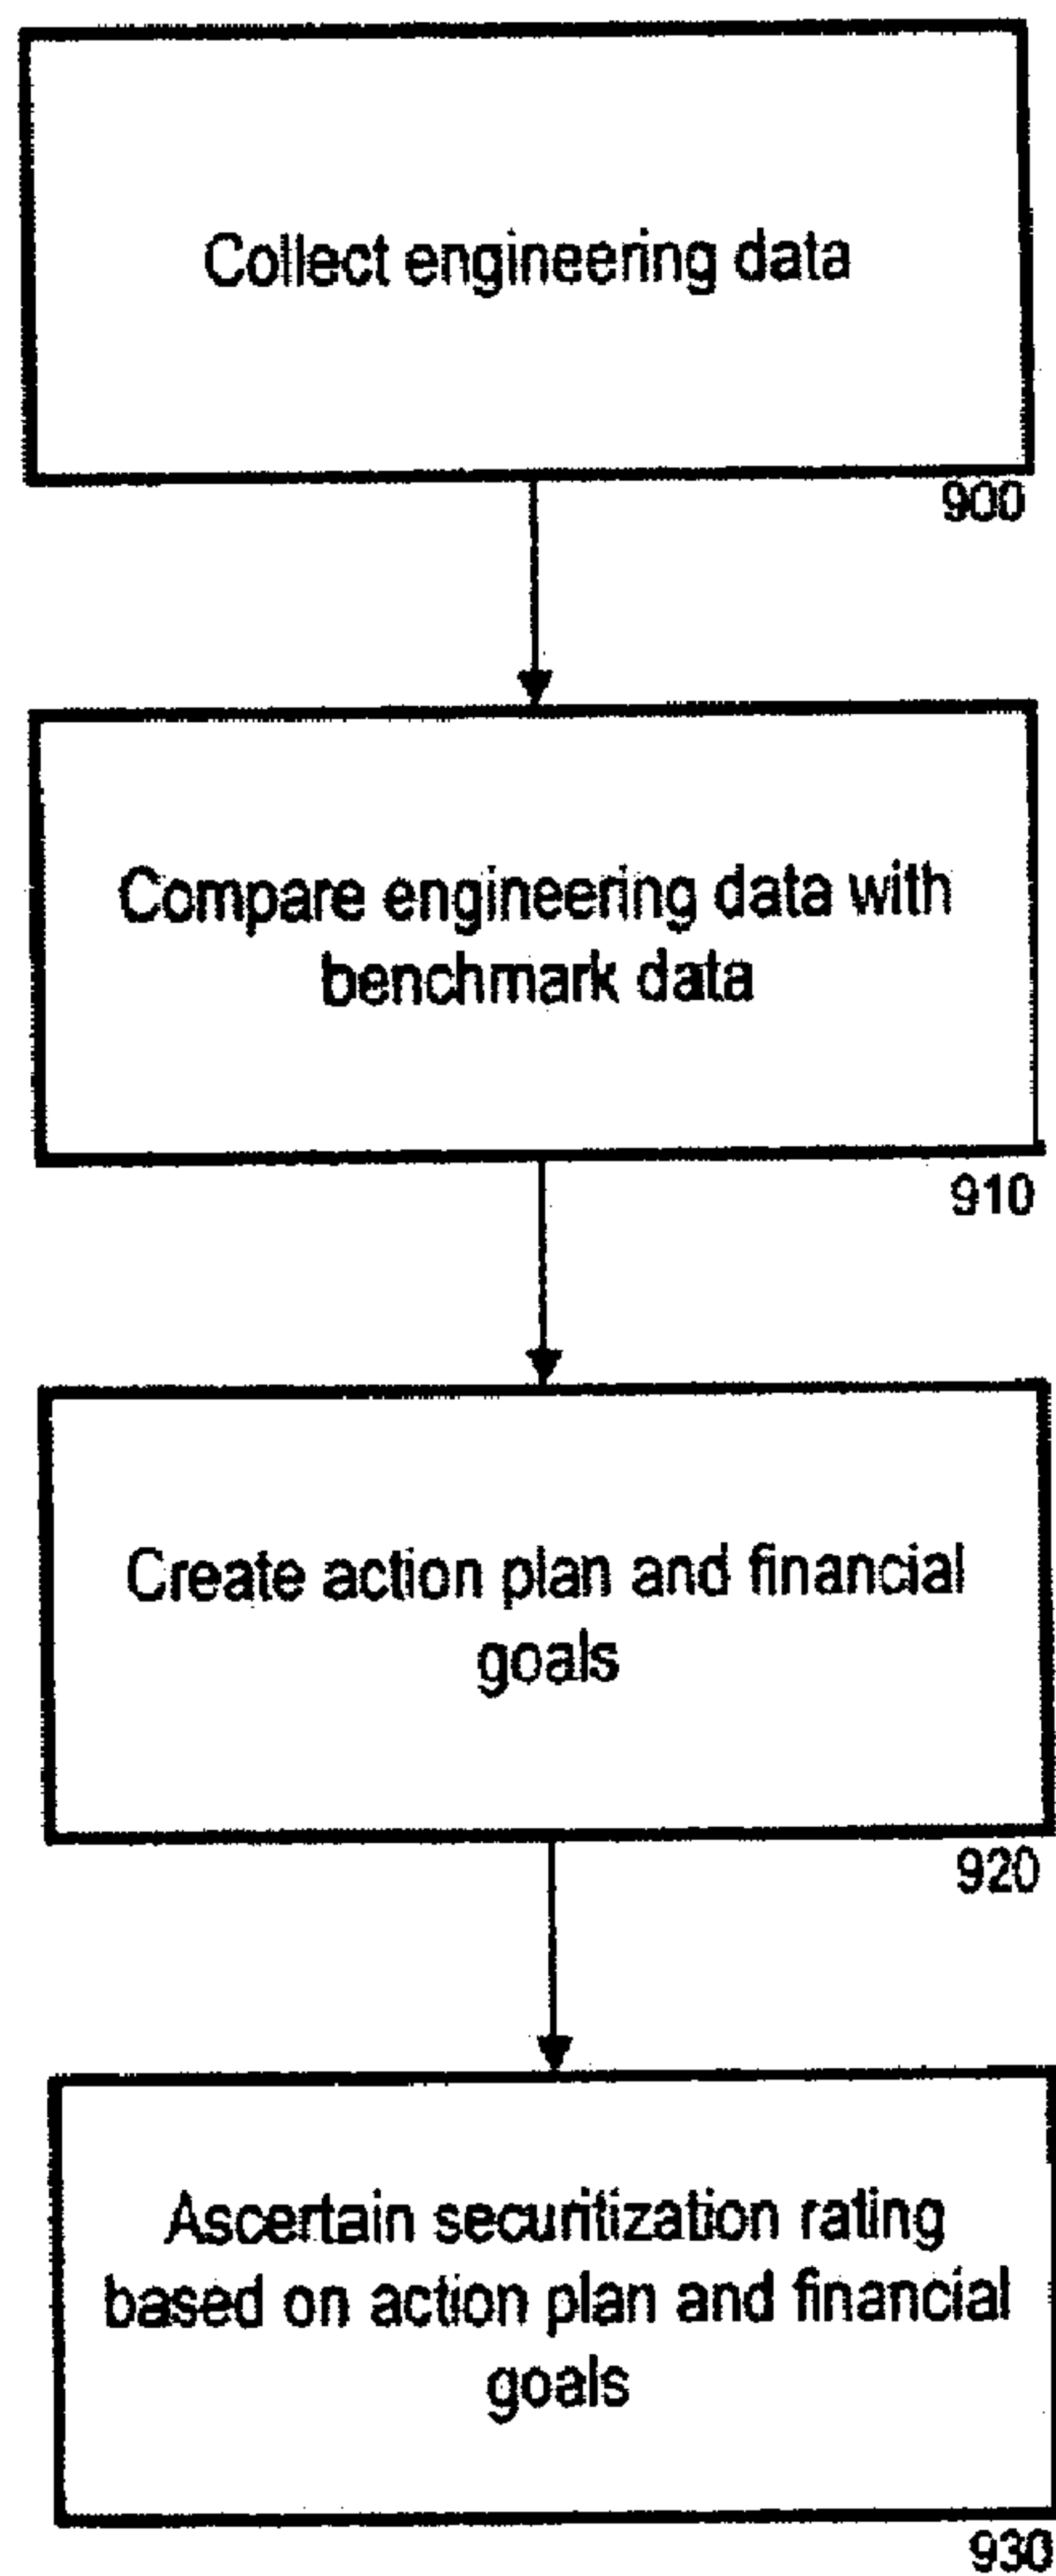 Collect engineering data
900
Compare engineering data with
benchmark data
910
Create action plan and financial
goals
920
Ascertain securitization rating
based on action plan and financial
goals
930